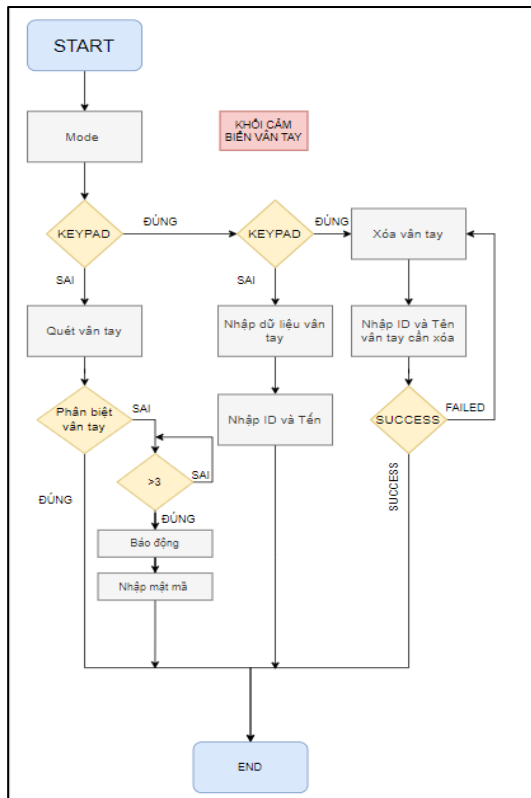 START
Mode
KHỐI CẢM
BIẾN VÂN TAY
KEYPAD
ĐÚNG
KEYPAD
ĐÚNG
Xóa vân tay
SAI
SAI
Quét vân tay
Nhập dữ liệu vân
tay
Nhập ID và Tên
vân tay cần xóa
Phân biệt
vân tay
SAI
Nhập ID và Tến
SUCCESS
FAILED
>3
SAI
ĐÚNG
ĐÚNG
SUCCESS
Báo động
Nhập mật mã
END